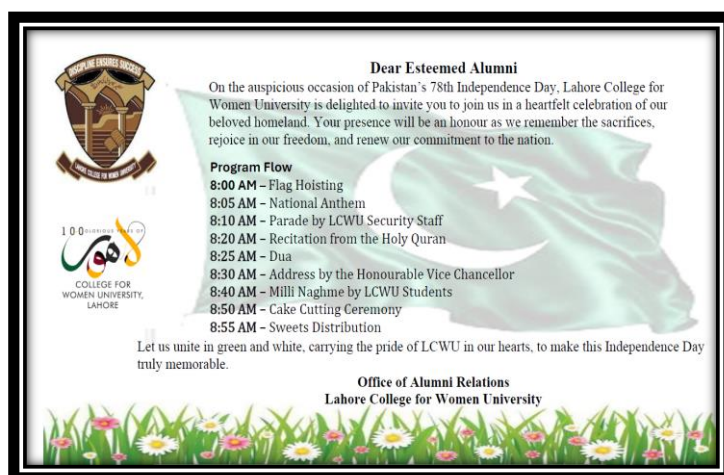 DISCIPLINE ENSURES SUCCESS
LAHORE COLLEGE FOR WOMEN UNIVERSITY
100 GLORIOUS YEARS OF
لاہور
COLLEGE FOR
WOMEN UNIVERSITY,
LAHORE
Dear Esteemed Alumni
On the auspicious occasion of Pakistan’s 78th Independence Day, Lahore College for
Women University is delighted to invite you to join us in a heartfelt celebration of our
beloved homeland. Your presence will be an honour as we remember the sacrifices,
rejoice in our freedom, and renew our commitment to the nation.
Program Flow
8:00 AM – Flag Hoisting
8:05 AM – National Anthem
8:10 AM – Parade by LCWU Security Staff
8:20 AM – Recitation from the Holy Quran
8:25 AM – Dua
8:30 AM – Address by the Honourable Vice Chancellor
8:40 AM – Milli Naghme by LCWU Students
8:50 AM – Cake Cutting Ceremony
8:55 AM – Sweets Distribution
Let us unite in green and white, carrying the pride of LCWU in our hearts, to make this Independence Day
truly memorable.
Office of Alumni Relations
Lahore College for Women University